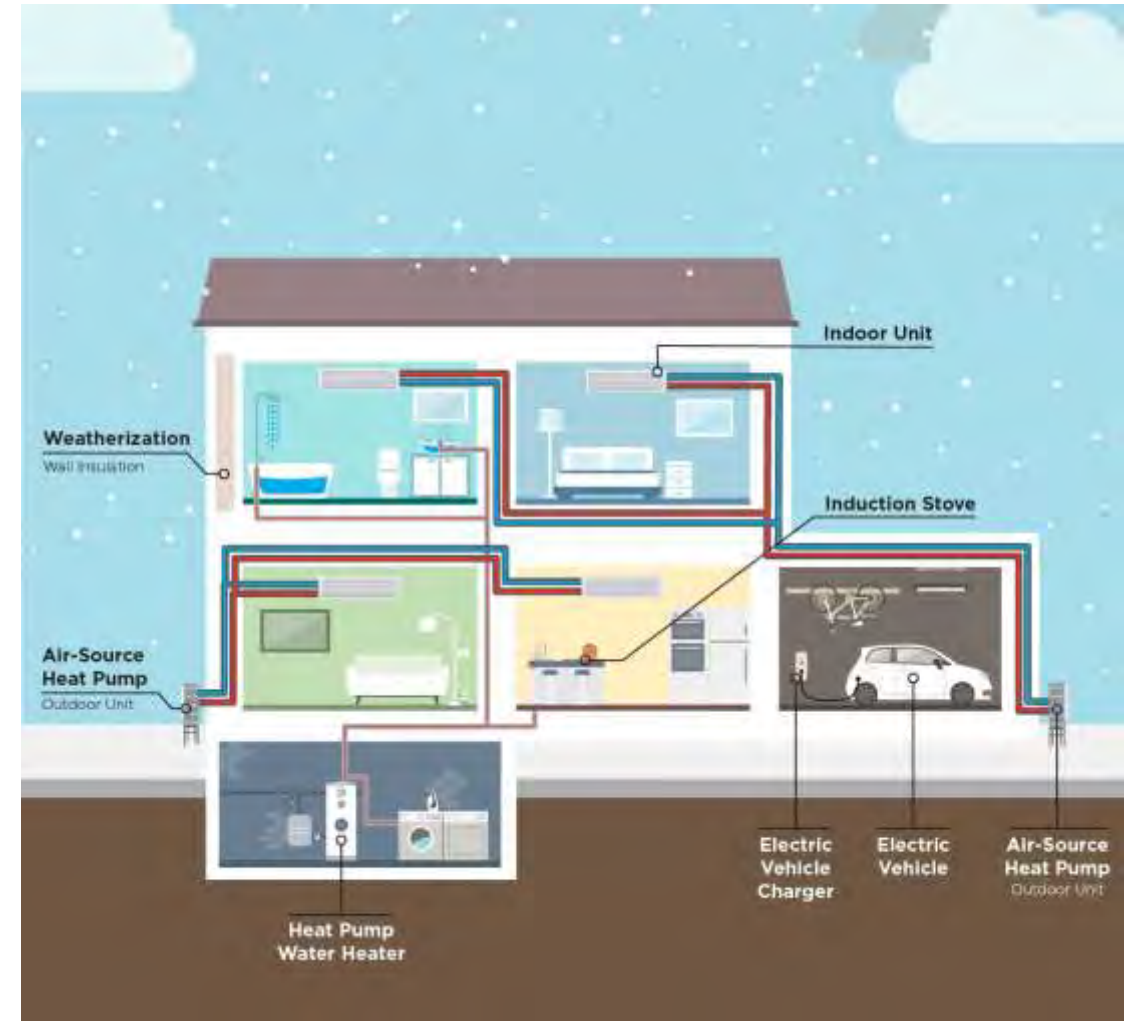 Indoor Unit
Weatherization
Wall Insulation
Induction Stove
Air-Source
Heat Pump
Outdoor Unit
Electric
Vehicle
Charger
Electric
Vehicle
Air-Source
Heat Pump
Outdoor Unit
Heat Pump
Water Heater